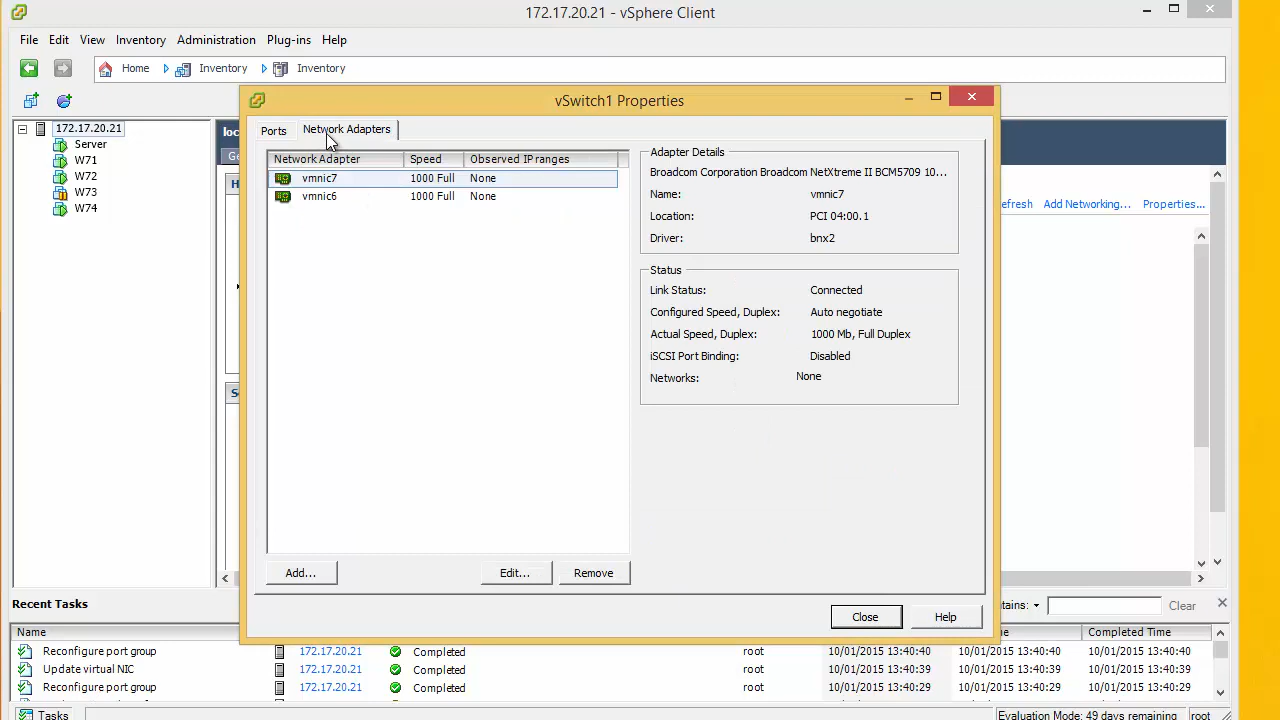 172.17.20.21 - vSphere Client
File Edit View Inventory Administration Plug-ins Help
Home Inventory Inventory
172.17.20.21
Server
W71
W72
W73
W74
Refresh Add Networking... Properties...
vSwitch1 Properties
Ports Network Adapters
Network Adapter Speed Observed IP ranges
vmnic7 1000 Full None
vmnic6 1000 Full None
Add... Edit... Remove
Adapter Details
Broadcom Corporation Broadcom NetXtreme II BCM5709 10...
Name: vmnic7
Location: PCI 04:00.1
Driver: bnx2
Status
Link Status: Connected
Configured Speed, Duplex: Auto negotiate
Actual Speed, Duplex: 1000 Mb, Full Duplex
iSCSI Port Binding: Disabled
Networks: None
Close Help
Recent Tasks
Clear
Name Completed Time
Reconfigure port group 172.17.20.21 Completed root 10/01/2015 13:40:40 10/01/2015 13:40:40 10/01/2015 13:40:40
Update virtual NIC 172.17.20.21 Completed root 10/01/2015 13:40:39 10/01/2015 13:40:39 10/01/2015 13:40:39
Reconfigure port group 172.17.20.21 Completed root 10/01/2015 13:40:29 10/01/2015 13:40:29 10/01/2015 13:40:29
Tasks Evaluation Mode: 49 days remaining root